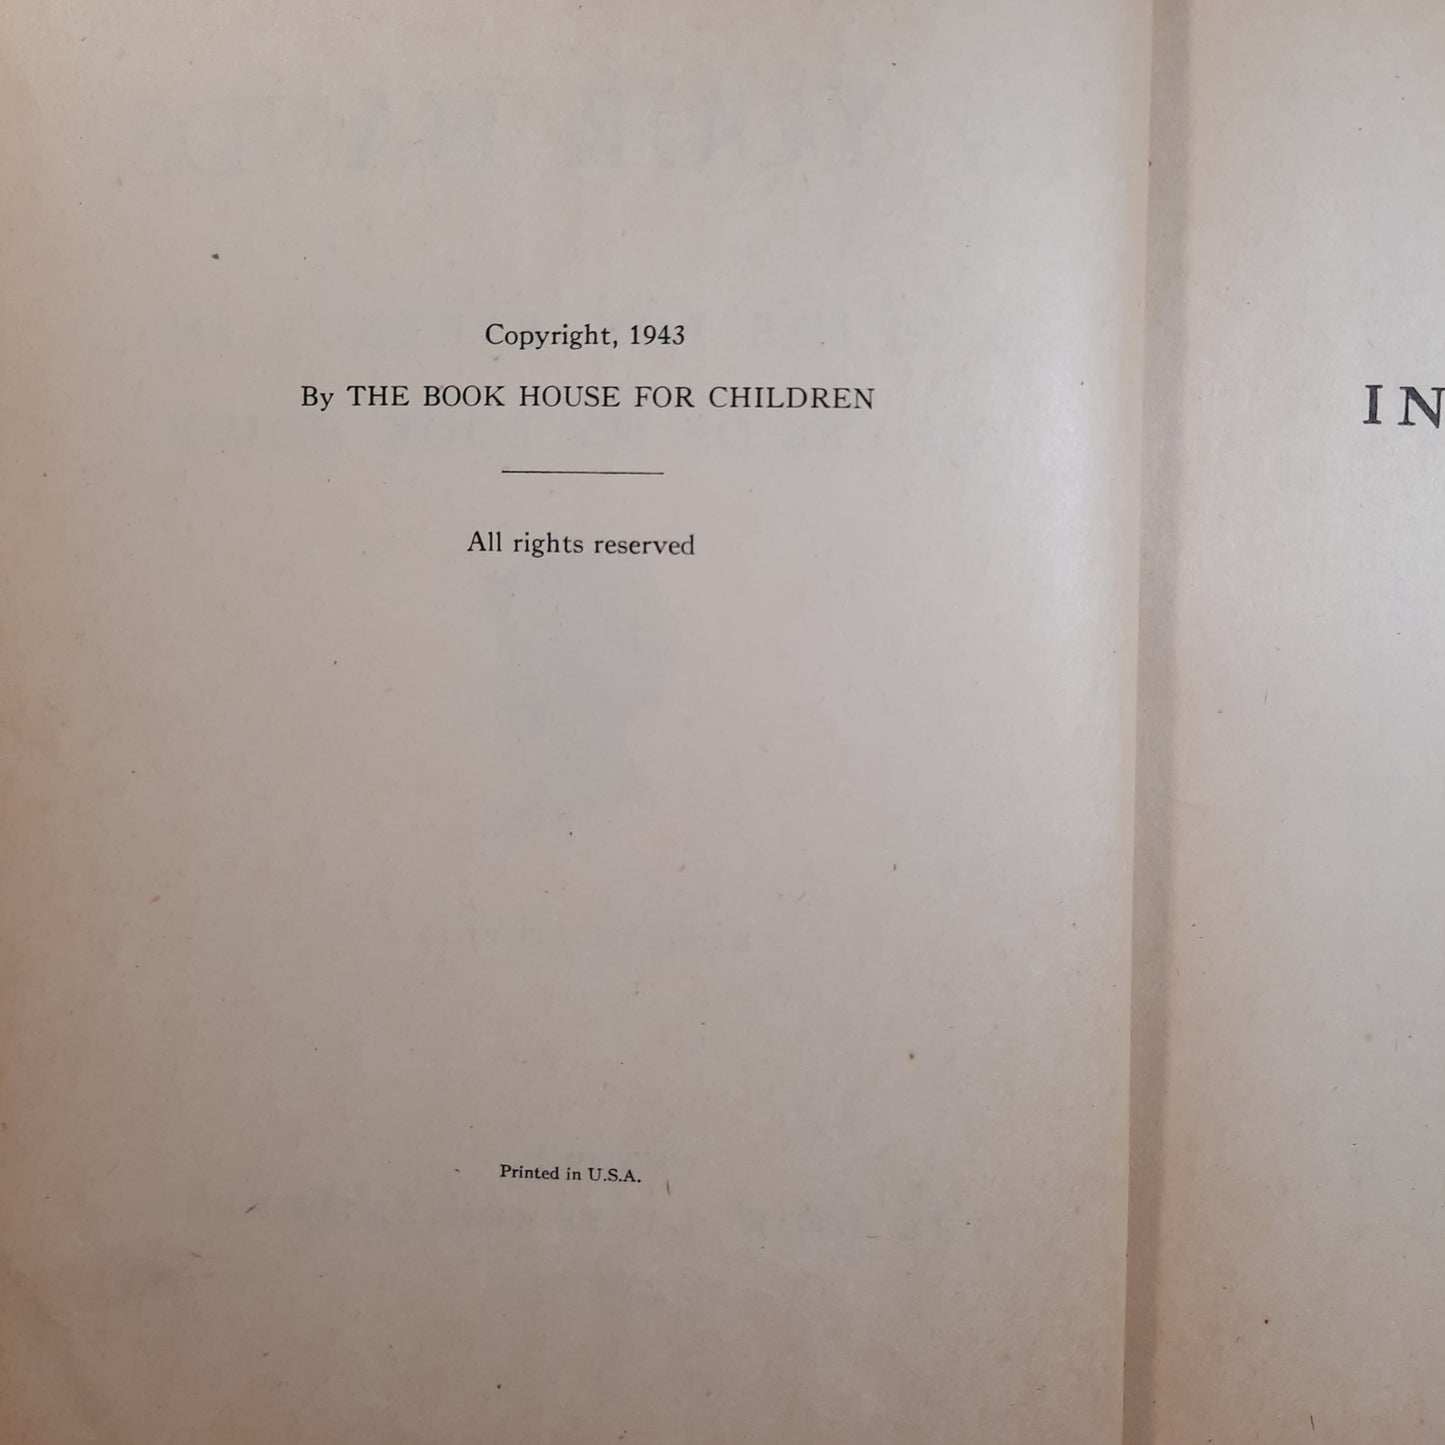 Copyright, 1943
By THE BOOK HOUSE FOR CHILDREN
All rights reserved
Printed in U.S.A.
IN